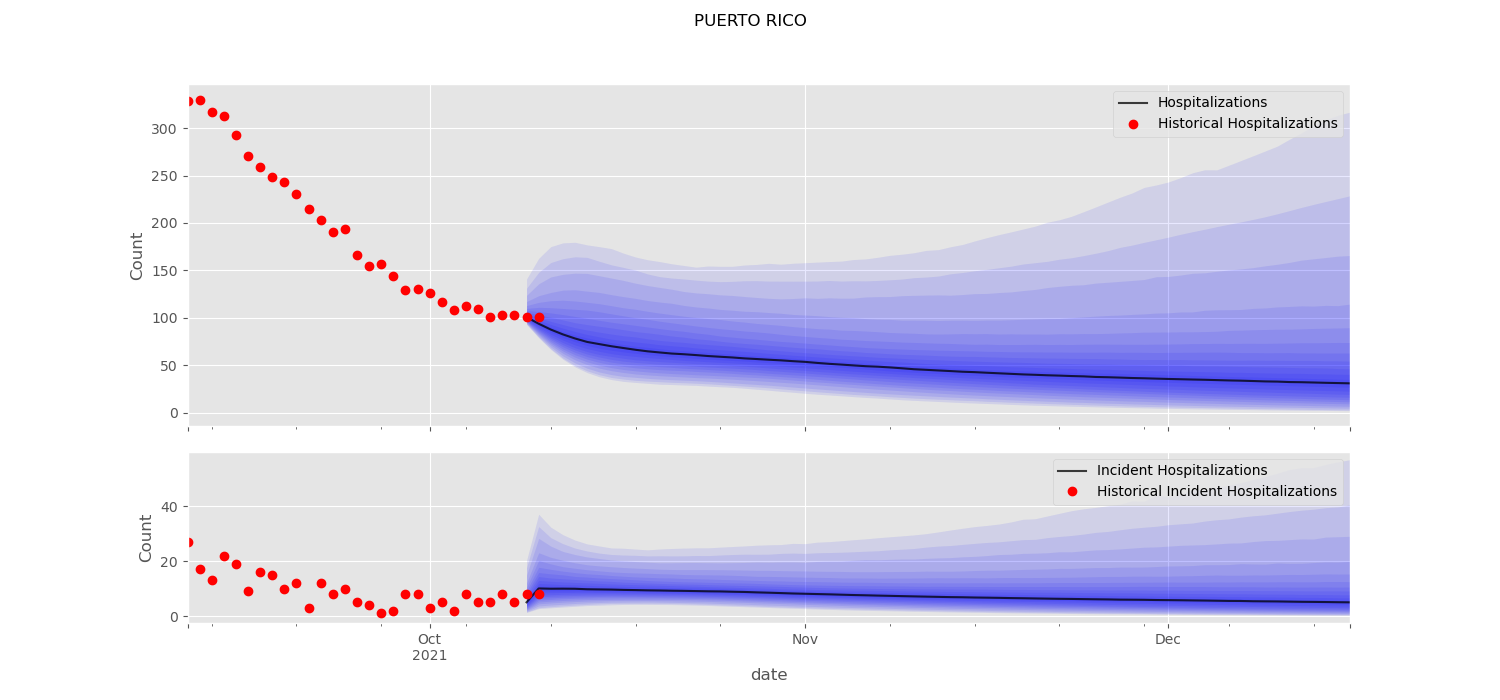 PUERTO RICO
Hospitalizations
Historical Hospitalizations
300
250
200
150
100
50
0
Count
Incident Hospitalizations
Historical Incident Hospitalizations
40
20
0
Count
Oct
2021
Nov
Dec
date